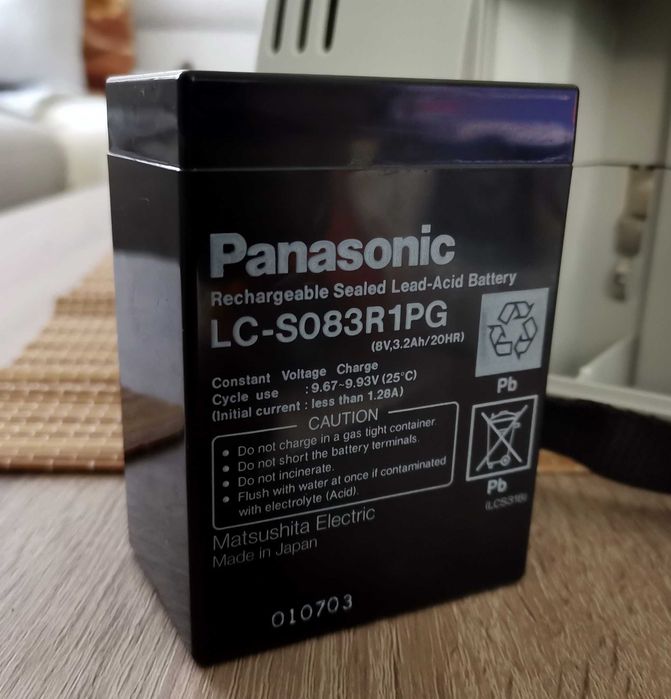 Panasonic
Rechargeable Sealed Lead-Acid Battery
LC-S083R1PG
(8V,3.2Ah/20HR)
Constant Voltage Charge
Cycle use : 9.67~9.93V (25°C)
(Initial current : less than 1.28A)
CAUTION
• Do not charge in a gas tight container.
• Do not short the battery terminals.
• Do not incinerate.
• Flush with water at once if contaminated
with electrolyte (Acid).
Pb
Pb
(LCS316)
Matsushita Electric
Made in Japan
010703